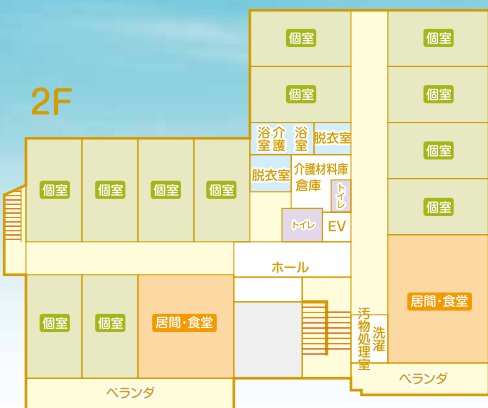 2F
個室
個室
個室
個室
浴室
介護
浴室
脱衣室
個室
脱衣室
介護材料庫
倉庫
トイレ
個室
個室
個室
個室
個室
トイレ
EV
ホール
個室
個室
居間・食堂
居間・食堂
汚物処理室
洗濯
ベランダ
ベランダ